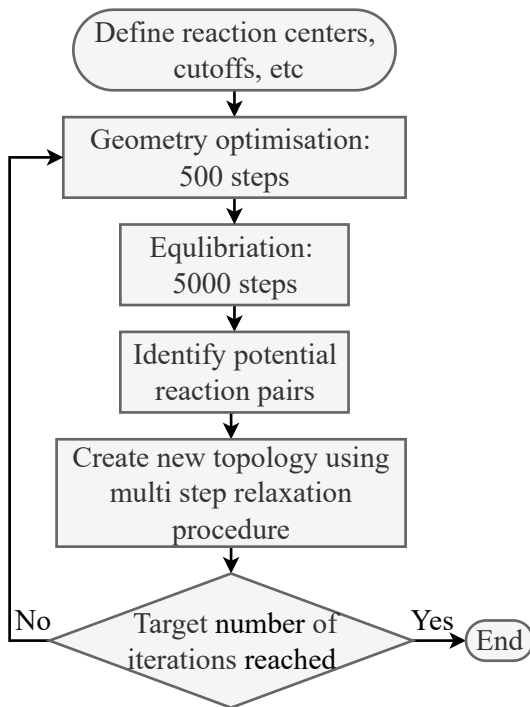 Define reaction centers,
cutoffs, etc
Geometry optimisation:
500 steps
Equlibriation:
5000 steps
Identify potential
reaction pairs
Create new topology using
multi step relaxation
procedure
No
Yes
Target number of
iterations reached
End